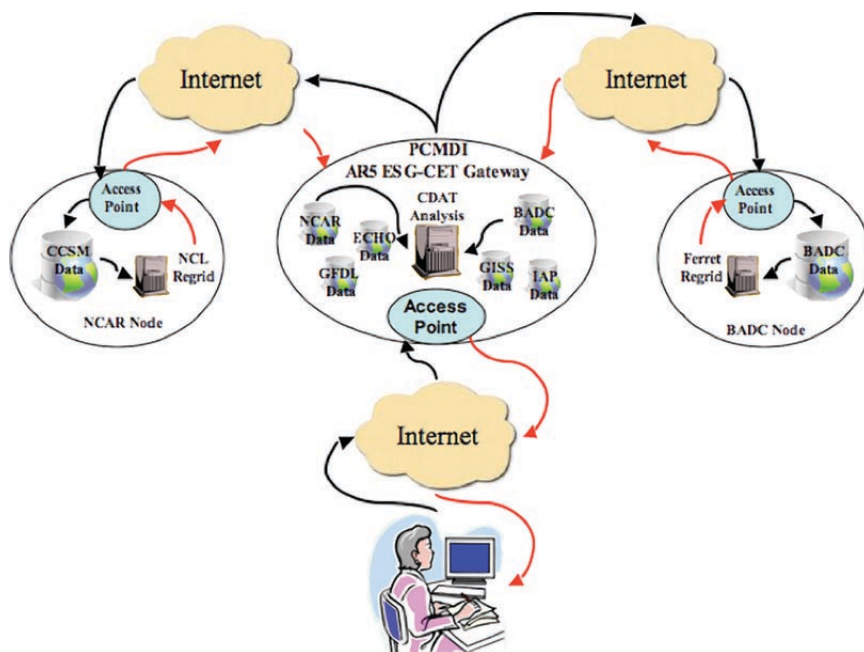 Internet
Internet
PCMDI
AR5 ESG-CET Gateway
Access
Point
CCSM
Data
NCL
Regrid
NCAR Node
NCAR
Data
ECHO
Data
GFDL
Data
CDAT
Analysis
BADC
Data
GISS
Data
IAP
Data
Access
Point
Access
Point
Ferret
Regrid
BADC
Data
BADC Node
Internet